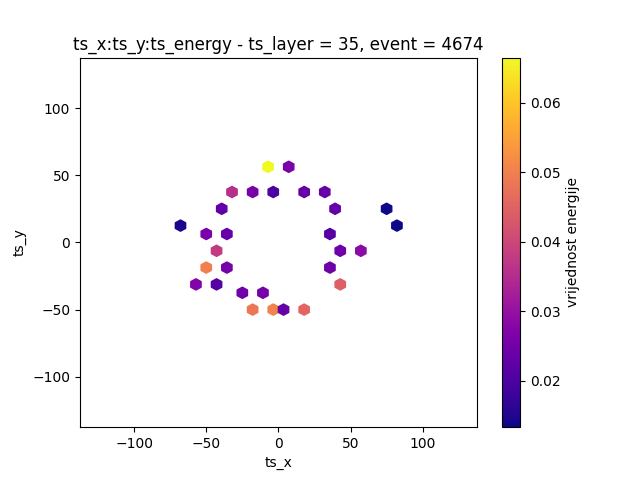 ts_x:ts_y:ts_energy - ts_layer = 35, event = 4674
100
50
0
−50
−100
ts_y
−100 −50 0 50 100
ts_x
0.06
0.05
0.04
0.03
0.02
vrijednost energije